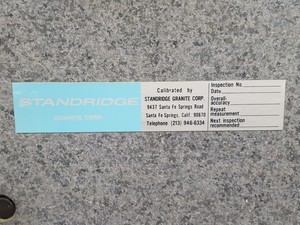 STANDRIDGE
GRANITE CORP.
Calibrated by
STANDRIDGE GRANITE CORP.
9437 Santa Fe Springs Road
Santa Fe Springs, Calif. 90670
Telephone (213) 946-6334
Inspection No
Date
Overall-
accuracy
Repeat
measurement
Next inspection
recommended